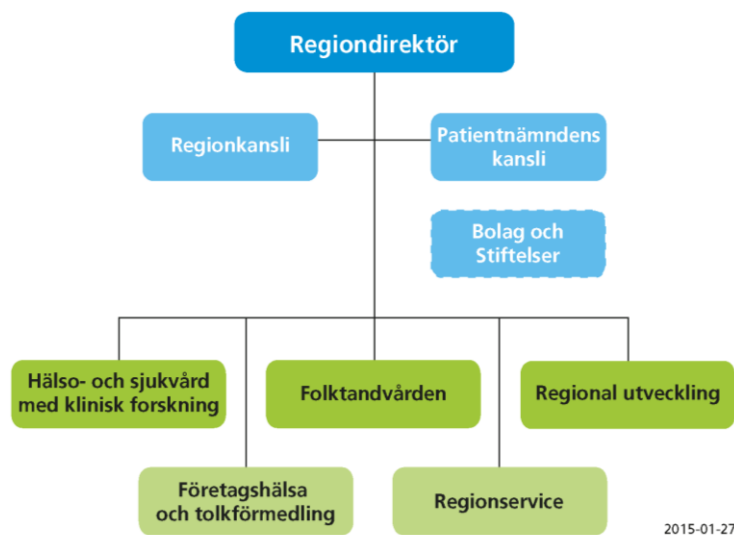 Regiondirektör
Regionkansli
Patientnämndens
kansli
Bolag och
Stiftelser
Hälso- och sjukvård
med klinisk forskning
Folktandvården
Regional utveckling
Företagshälsa
och tolkförmedling
Regionservice
2015-01-27